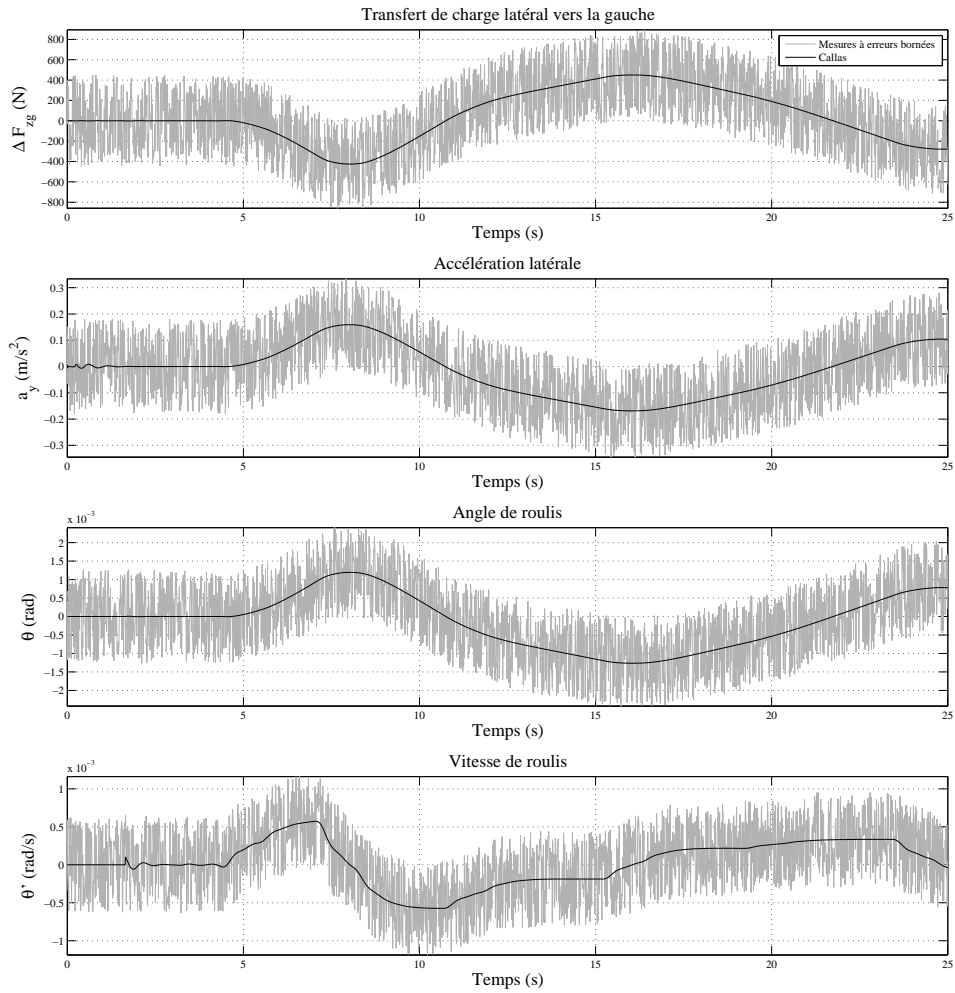 Transfert de charge latéral vers la gauche
800
600
400
200
0
−200
−400
−600
−800
Δ F_zg (N)
Mesures à erreurs bornées
Callas
0 5 10 15 20 25
Temps (s)
Accélération latérale
0.3
0.2
0.1
0
−0.1
−0.2
−0.3
a_y (m/s²)
0 5 10 15 20 25
Temps (s)
Angle de roulis
x 10⁻³
2
1.5
1
0.5
0
−0.5
−1
−1.5
−2
θ (rad)
0 5 10 15 20 25
Temps (s)
Vitesse de roulis
x 10⁻³
1
0.5
0
−0.5
−1
θ’ (rad/s)
0 5 10 15 20 25
Temps (s)